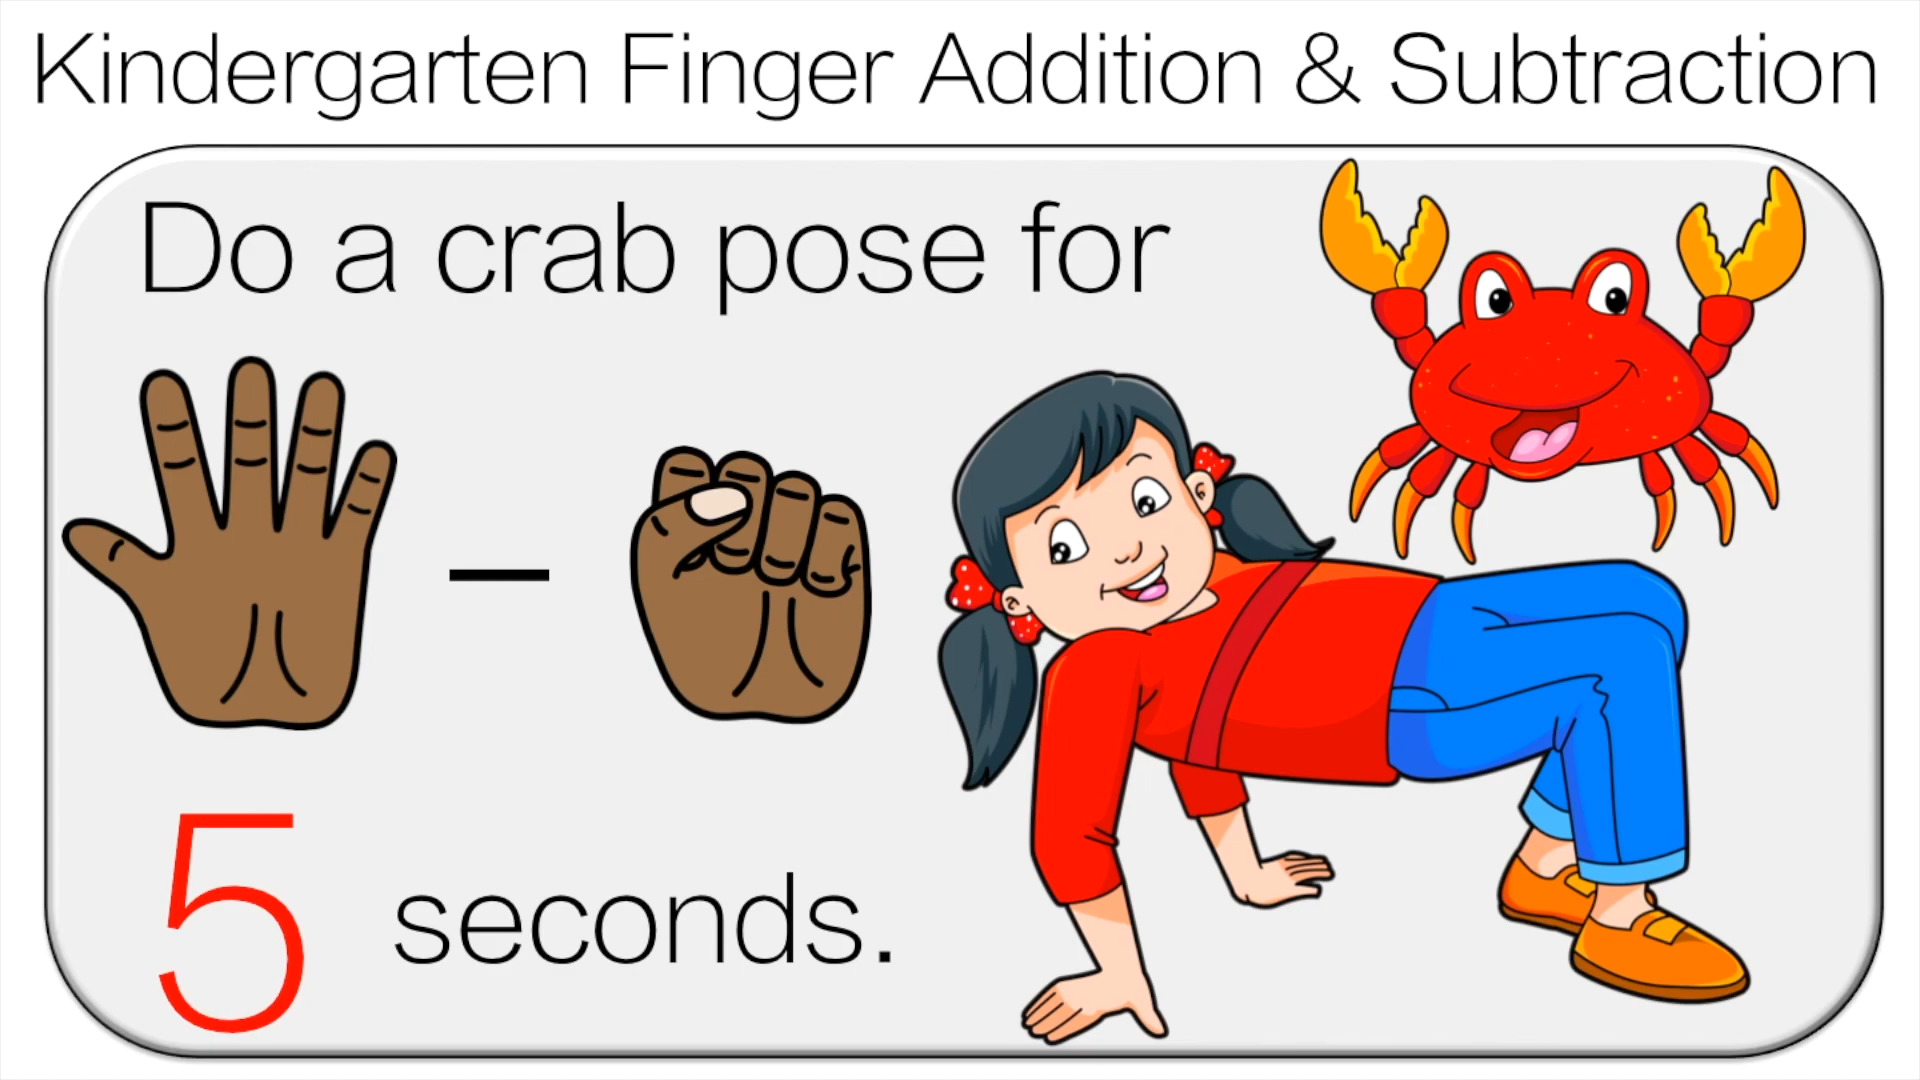 Kindergarten Finger Addition & Subtraction
Do a crab pose for
–
5 seconds.